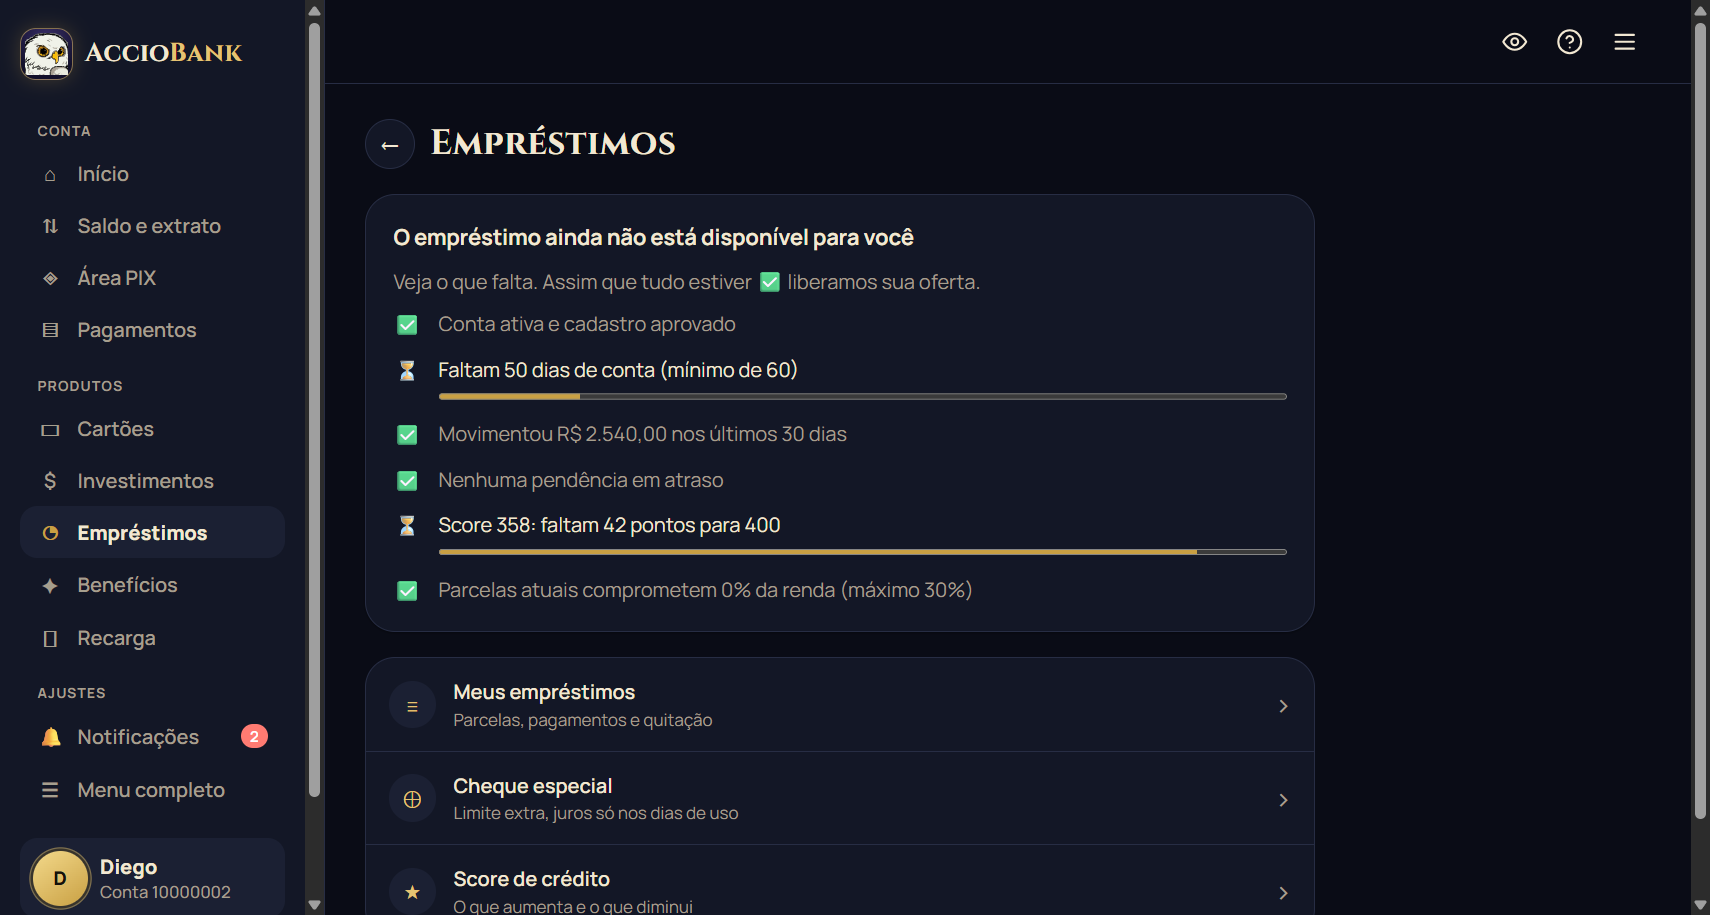 AccioBank
CONTA
Início
Saldo e extrato
Área PIX
Pagamentos
PRODUTOS
Cartões
Investimentos
Empréstimos
Benefícios
Recarga
AJUSTES
Notificações 2
Menu completo
D
Diego
Conta 10000002
Empréstimos
O empréstimo ainda não está disponível para você
Veja o que falta. Assim que tudo estiver ✅ liberamos sua oferta.
Conta ativa e cadastro aprovado
Faltam 50 dias de conta (mínimo de 60)
Movimentou R$ 2.540,00 nos últimos 30 dias
Nenhuma pendência em atraso
Score 358: faltam 42 pontos para 400
Parcelas atuais comprometem 0% da renda (máximo 30%)
Meus empréstimos
Parcelas, pagamentos e quitação
Cheque especial
Limite extra, juros só nos dias de uso
Score de crédito
O que aumenta e o que diminui